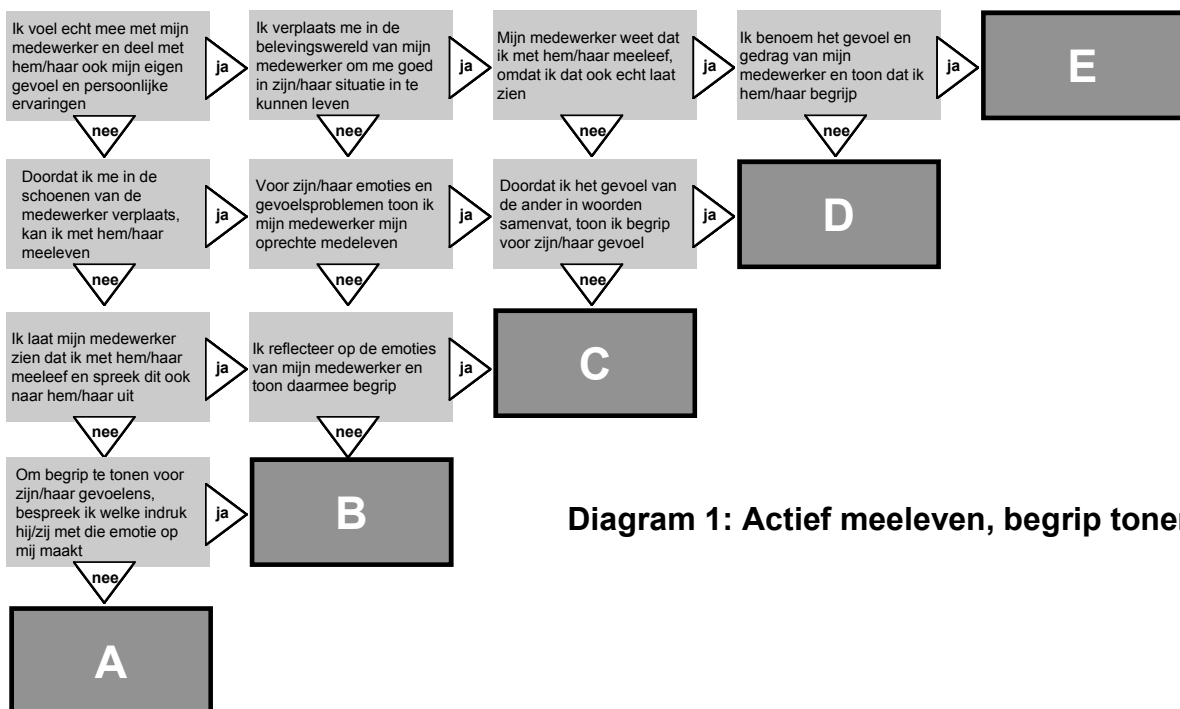 Ik voel echt mee met mijn
medewerker en deel met
hem/haar ook mijn eigen
gevoel en persoonlijke
ervaringen
ja
Ik verplaats me in de
belevingswereld van mijn
medewerker om me goed
in zijn/haar situatie in te
kunnen leven
ja
Mijn medewerker weet dat
ik met hem/haar meeleef,
omdat ik dat ook echt laat
zien
ja
Ik benoem het gevoel en
gedrag van mijn
medewerker en toon dat ik
hem/haar begrijp
ja
E
nee
nee
nee
nee
Doordat ik me in de
schoenen van de
medewerker verplaats,
kan ik met hem/haar
meeleven
ja
Voor zijn/haar emoties en
gevoelsproblemen toon ik
mijn medewerker mijn
oprechte medeleven
ja
Doordat ik het gevoel van
de ander in woorden
samenvat, toon ik begrip
voor zijn/haar gevoel
ja
D
nee
nee
nee
Ik laat mijn medewerker
zien dat ik met hem/haar
meeleef en spreek dit ook
naar hem/haar uit
ja
Ik reflecteer op de emoties
van mijn medewerker en
toon daarmee begrip
ja
C
nee
nee
Om begrip te tonen voor
zijn/haar gevoelens,
bespreek ik welke indruk
hij/zij met die emotie op
mij maakt
ja
B
Diagram 1: Actief meeleven, begrip tonen
nee
A